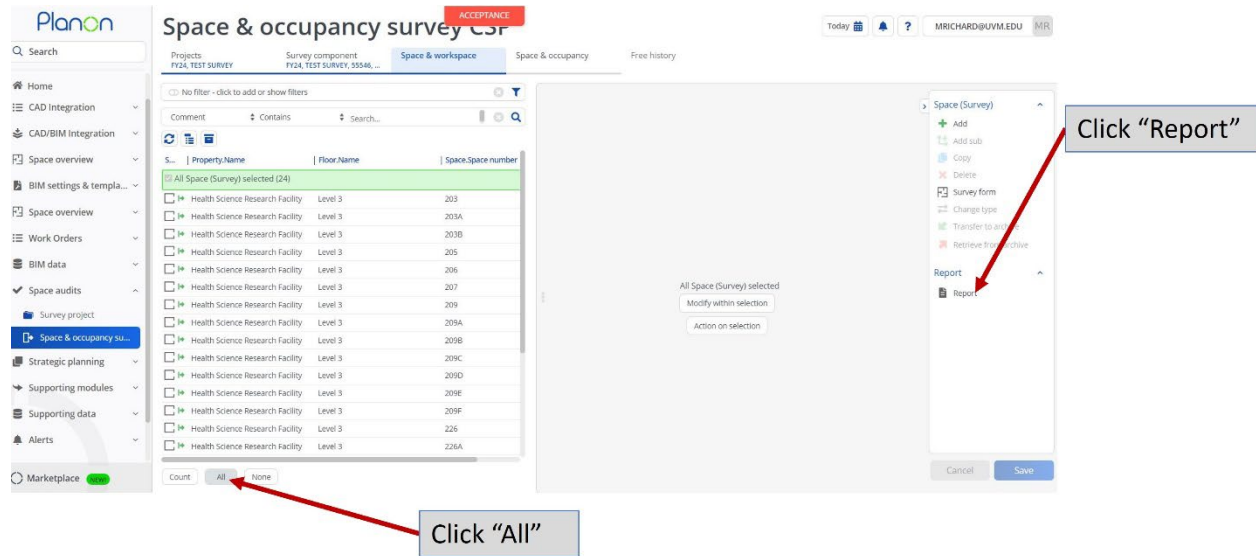 Planon
Search
Home
CAD Integration
CAD/BIM Integration
Space overview
BIM settings & templa...
Space overview
Work Orders
BIM data
Space audits
Survey project
Space & occupancy su...
Strategic planning
Supporting modules
Supporting data
Alerts
Marketplace NEW!
Space & occupancy survey CSP
ACCEPTANCE
Today
?
MRICHARD@UVM.EDU MR
Projects
FY24, TEST SURVEY
Survey component
FY24, TEST SURVEY, 55546, ...
Space & workspace
Space & occupancy
Free history
No filter - click to add or show filters
Comment Contains Search...
S... Property.Name Floor.Name Space.Space number
All Space (Survey) selected (24)
Health Science Research Facility Level 3 203
Health Science Research Facility Level 3 203A
Health Science Research Facility Level 3 203B
Health Science Research Facility Level 3 205
Health Science Research Facility Level 3 206
Health Science Research Facility Level 3 207
Health Science Research Facility Level 3 209
Health Science Research Facility Level 3 209A
Health Science Research Facility Level 3 209B
Health Science Research Facility Level 3 209C
Health Science Research Facility Level 3 209D
Health Science Research Facility Level 3 209E
Health Science Research Facility Level 3 209F
Health Science Research Facility Level 3 226
Health Science Research Facility Level 3 226A
Count All None
All Space (Survey) selected
Modify within selection
Action on selection
Space (Survey)
Add
Add sub
Copy
Delete
Survey form
Change type
Transfer to archive
Retrieve from archive
Report
Report
Cancel Save
Click “Report”
Click “All”